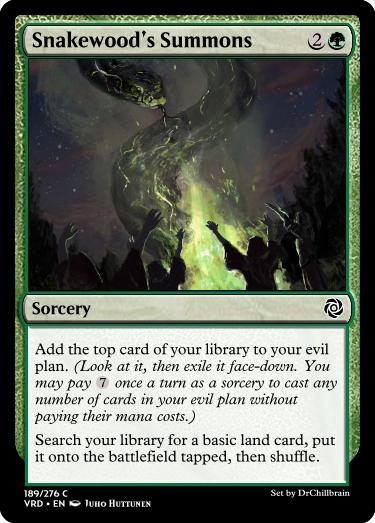 Snakewood's Summons 2
Sorcery
Add the top card of your library to your evil
plan. (Look at it, then exile it face-down. You
may pay 7 once a turn as a sorcery to cast any
number of cards in your evil plan without
paying their mana costs.)
Search your library for a basic land card, put
it onto the battlefield tapped, then shuffle.
189/276 C
VRD • EN Juho Huttunen
Set by DrChillbrain